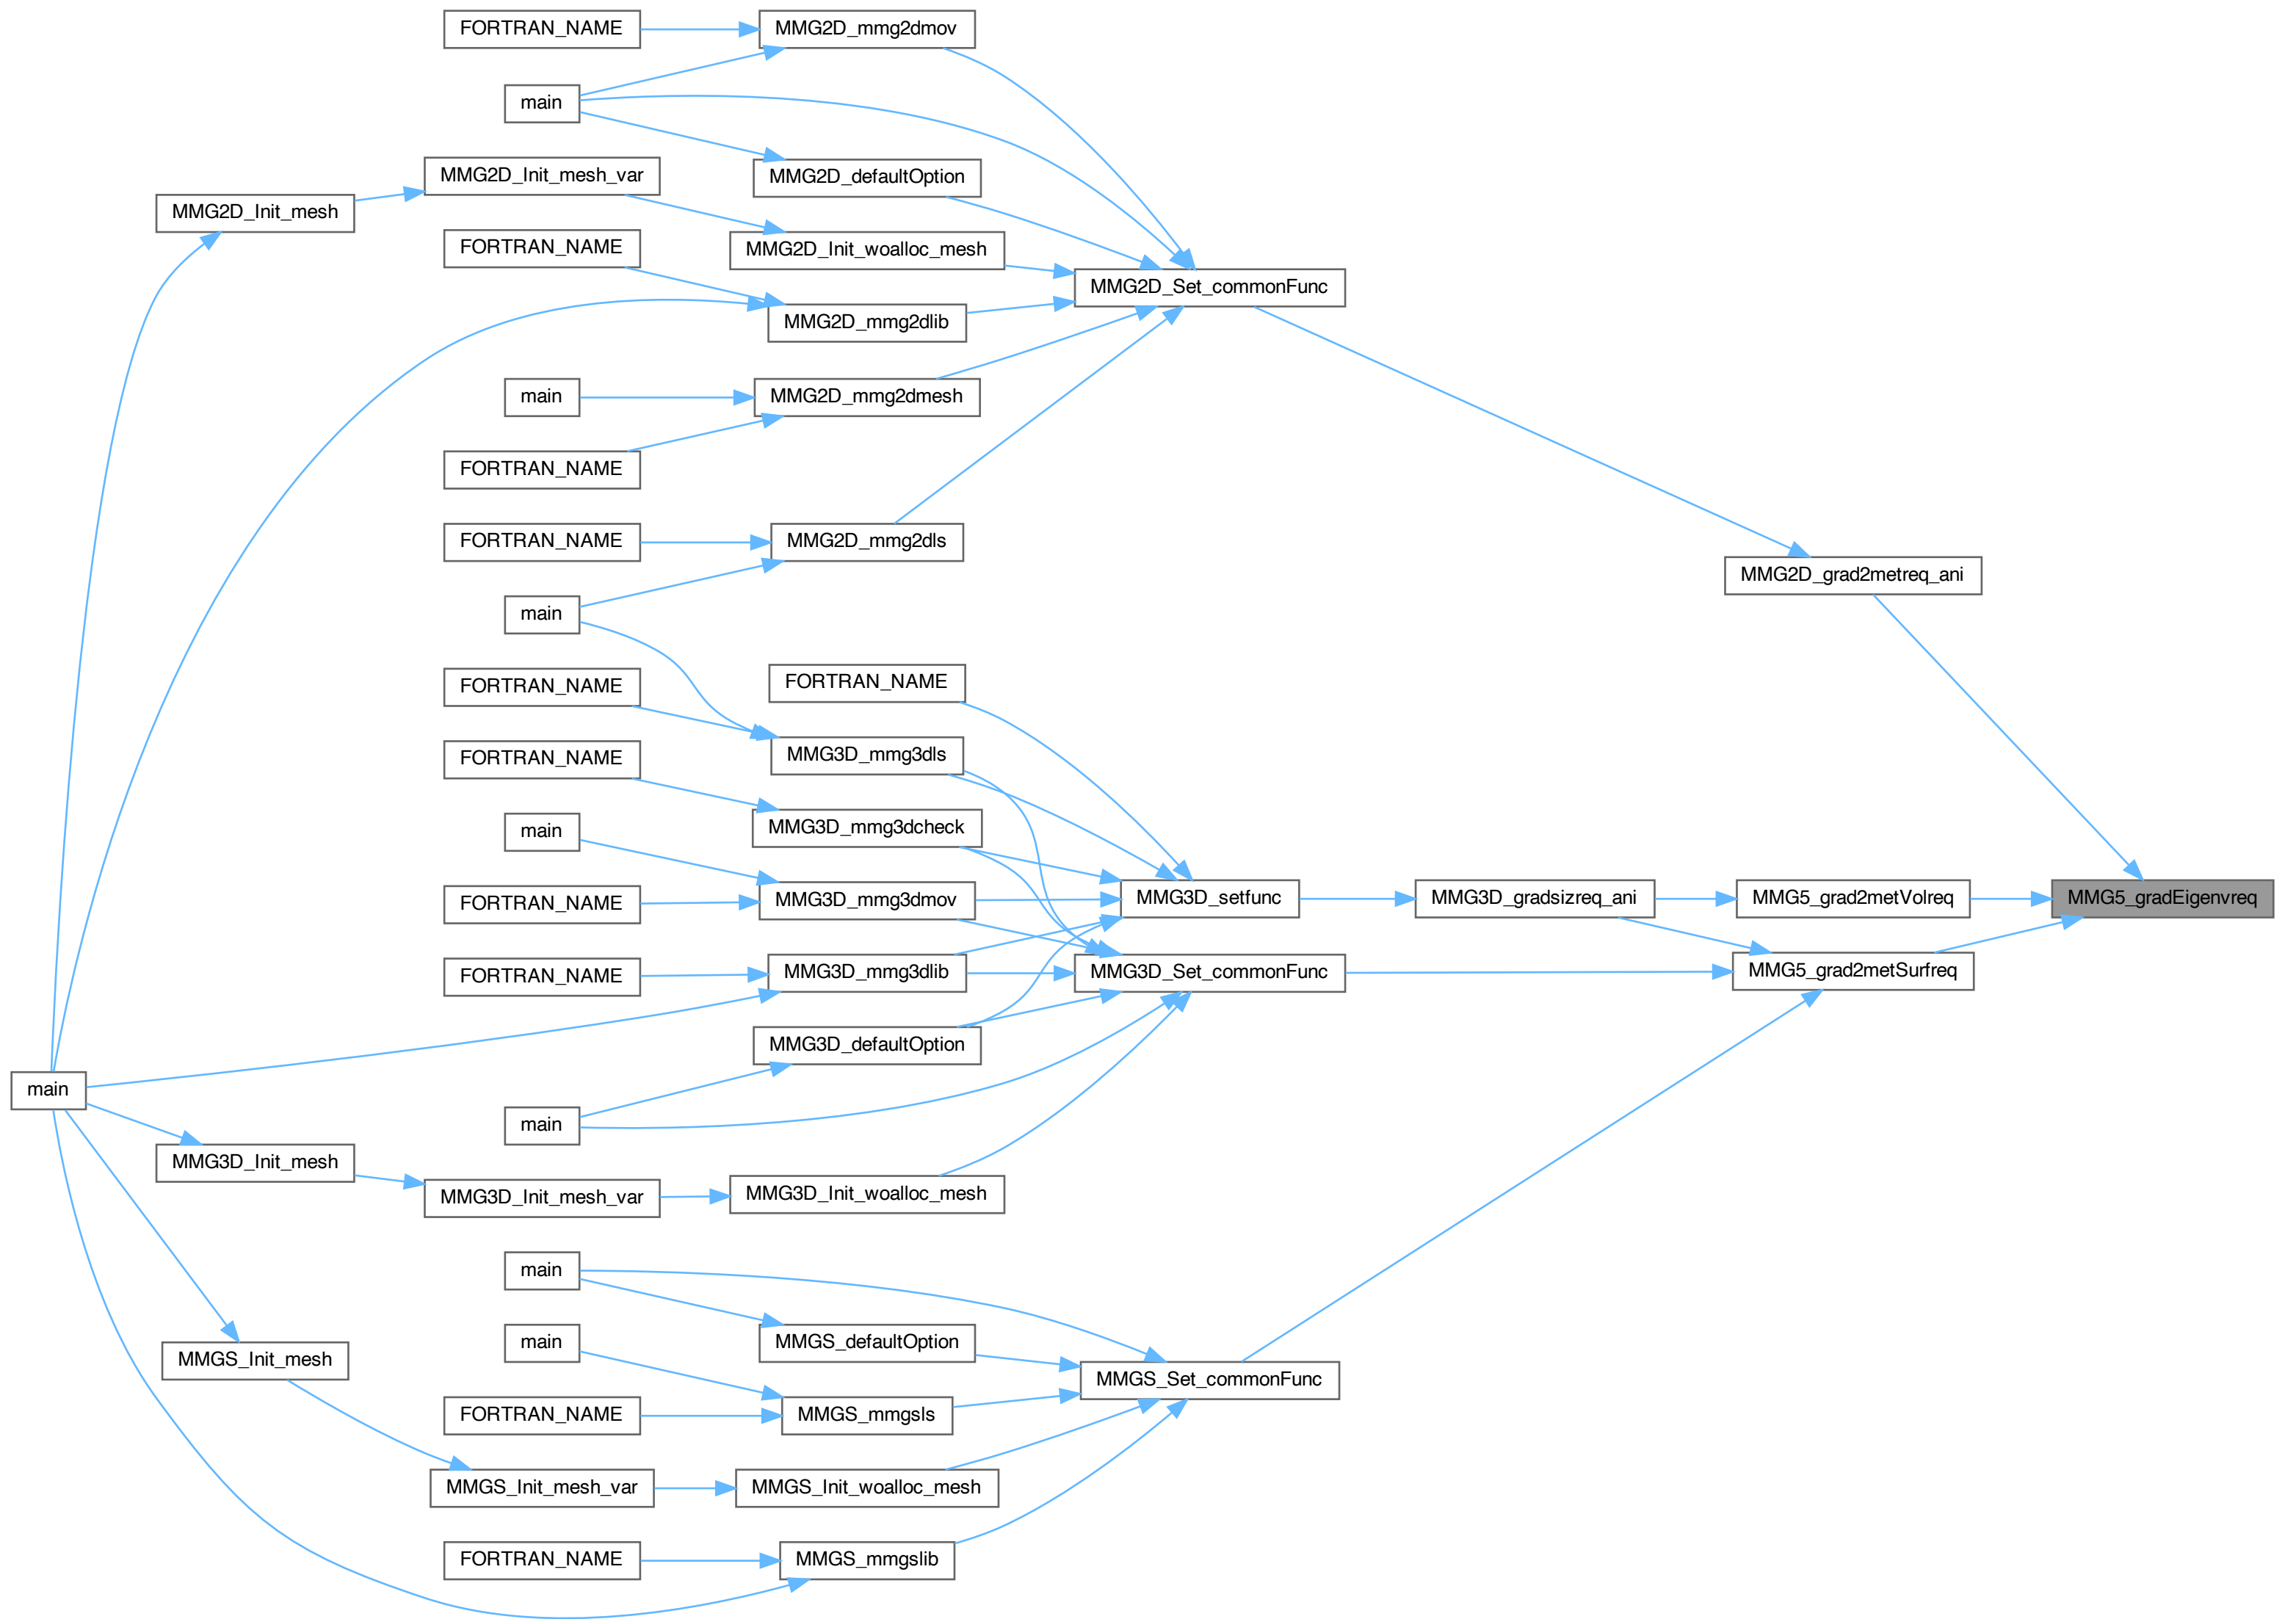 FORTRAN_NAME
MMG2D_mmg2dmov
main
MMG2D_Init_mesh_var
MMG2D_defaultOption
MMG2D_Init_mesh
FORTRAN_NAME
MMG2D_Init_woalloc_mesh
MMG2D_Set_commonFunc
MMG2D_mmg2dlib
main
MMG2D_mmg2dmesh
FORTRAN_NAME
FORTRAN_NAME
MMG2D_mmg2dls
MMG2D_grad2metreq_ani
main
FORTRAN_NAME
FORTRAN_NAME
MMG3D_mmg3dls
FORTRAN_NAME
main
MMG3D_mmg3dcheck
FORTRAN_NAME
MMG3D_mmg3dmov
MMG3D_setfunc
MMG3D_gradsizreq_ani
MMG5_grad2metVolreq
MMG5_gradEigenvreq
FORTRAN_NAME
MMG3D_mmg3dlib
MMG3D_Set_commonFunc
MMG5_grad2metSurfreq
MMG3D_defaultOption
main
main
MMG3D_Init_mesh
MMG3D_Init_mesh_var
MMG3D_Init_woalloc_mesh
main
main
MMGS_defaultOption
MMGS_Init_mesh
MMGS_Set_commonFunc
FORTRAN_NAME
MMGS_mmgsls
MMGS_Init_mesh_var
MMGS_Init_woalloc_mesh
FORTRAN_NAME
MMGS_mmgslib